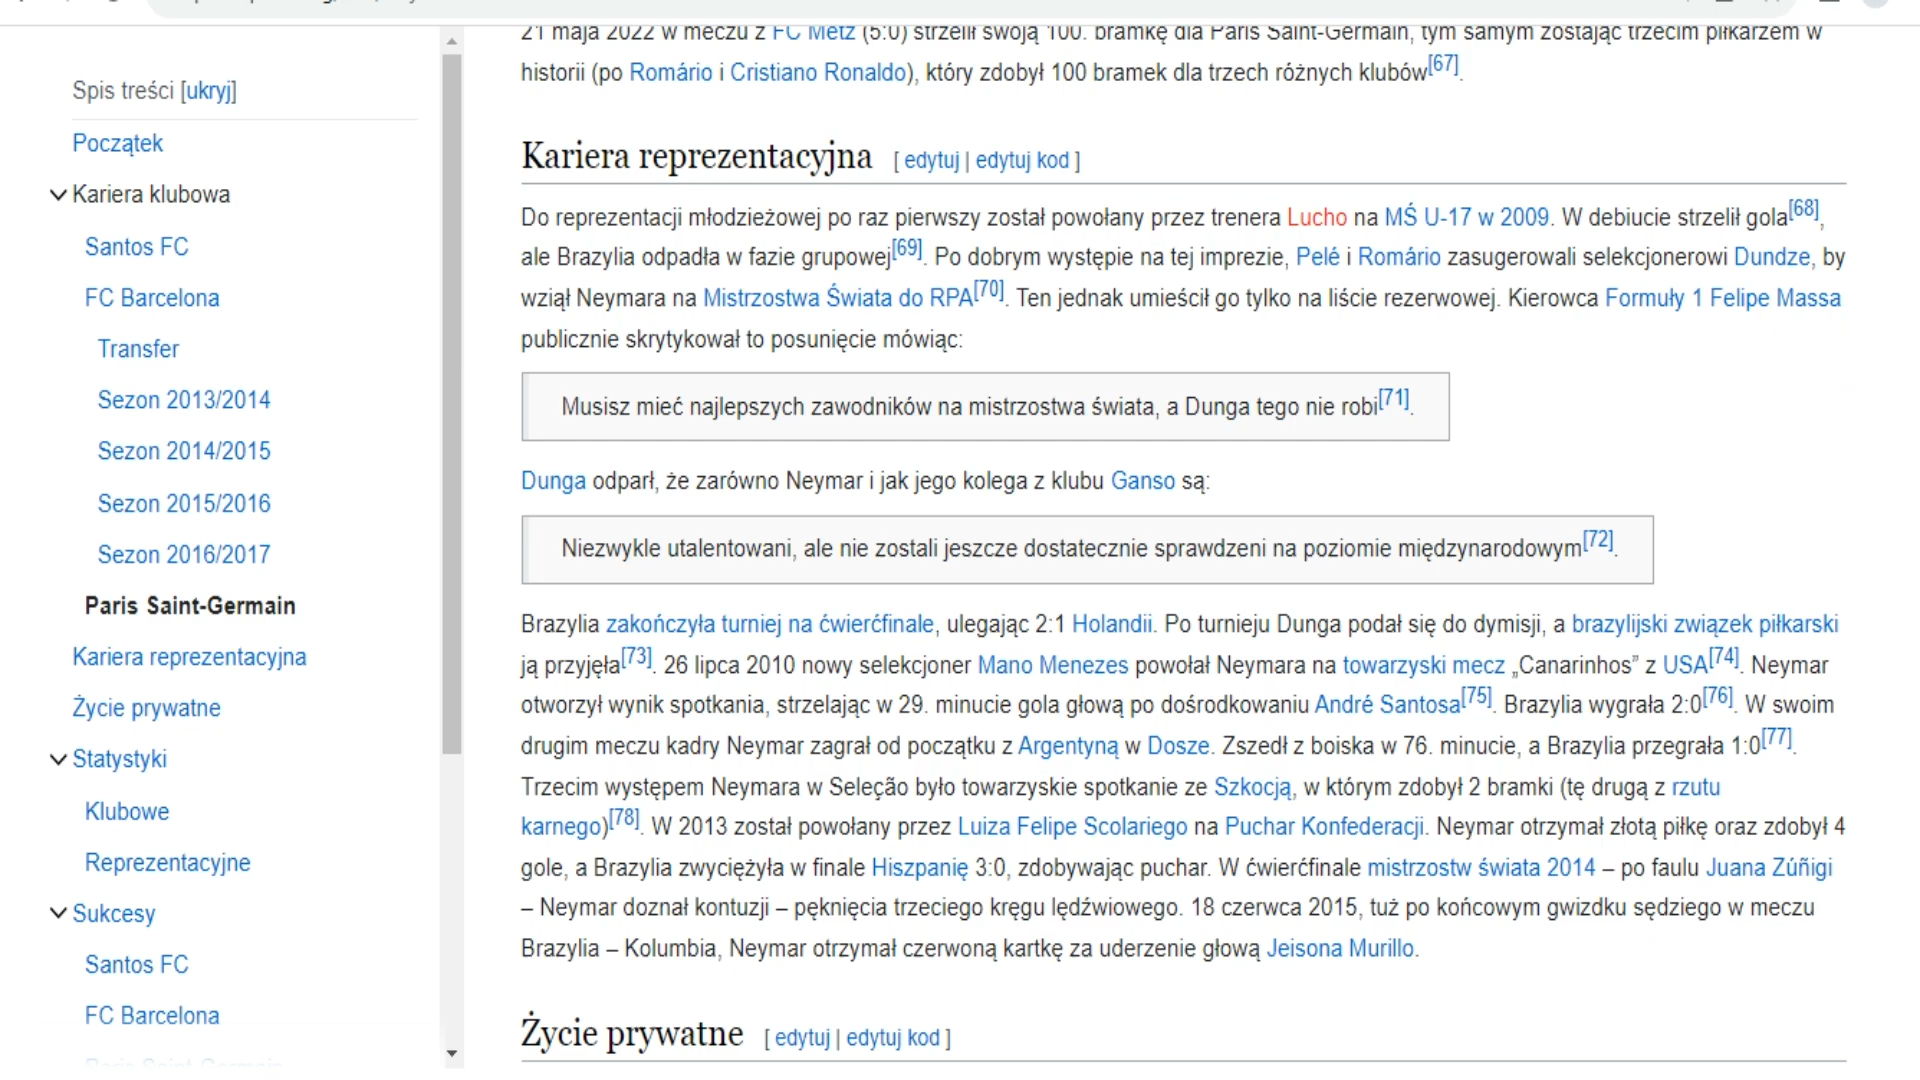 Spis treści [ukryj]
Początek
Kariera klubowa
Santos FC
FC Barcelona
Transfer
Sezon 2013/2014
Sezon 2014/2015
Sezon 2015/2016
Sezon 2016/2017
Paris Saint-Germain
Kariera reprezentacyjna
Życie prywatne
Statystyki
Klubowe
Reprezentacyjne
Sukcesy
Santos FC
FC Barcelona
Paris Saint-Germain
21 maja 2022 w meczu z FC Metz (5:0) strzelił swoją 100. bramkę dla Paris Saint-Germain, tym samym zostając trzecim piłkarzem w
historii (po Romário i Cristiano Ronaldo), który zdobył 100 bramek dla trzech różnych klubów[67].
Kariera reprezentacyjna [ edytuj | edytuj kod ]
Do reprezentacji młodzieżowej po raz pierwszy został powołany przez trenera Lucho na MŚ U-17 w 2009. W debiucie strzelił gola[68],
ale Brazylia odpadła w fazie grupowej[69]. Po dobrym występie na tej imprezie, Pelé i Romário zasugerowali selekcjonerowi Dundze, by
wziął Neymara na Mistrzostwa Świata do RPA[70]. Ten jednak umieścił go tylko na liście rezerwowej. Kierowca Formuły 1 Felipe Massa
publicznie skrytykował to posunięcie mówiąc:
Musisz mieć najlepszych zawodników na mistrzostwa świata, a Dunga tego nie robi[71].
Dunga odparł, że zarówno Neymar i jak jego kolega z klubu Ganso są:
Niezwykle utalentowani, ale nie zostali jeszcze dostatecznie sprawdzeni na poziomie międzynarodowym[72].
Brazylia zakończyła turniej na ćwierćfinale, ulegając 2:1 Holandii. Po turnieju Dunga podał się do dymisji, a brazylijski związek piłkarski
ją przyjęła[73]. 26 lipca 2010 nowy selekcjoner Mano Menezes powołał Neymara na towarzyski mecz „Canarinhos” z USA[74]. Neymar
otworzył wynik spotkania, strzelając w 29. minucie gola głową po dośrodkowaniu André Santosa[75]. Brazylia wygrała 2:0[76]. W swoim
drugim meczu kadry Neymar zagrał od początku z Argentyną w Dosze. Zszedł z boiska w 76. minucie, a Brazylia przegrała 1:0[77].
Trzecim występem Neymara w Seleção było towarzyskie spotkanie ze Szkocją, w którym zdobył 2 bramki (tę drugą z rzutu
karnego)[78]. W 2013 został powołany przez Luiza Felipe Scolariego na Puchar Konfederacji. Neymar otrzymał złotą piłkę oraz zdobył 4
gole, a Brazylia zwyciężyła w finale Hiszpanię 3:0, zdobywając puchar. W ćwierćfinale mistrzostw świata 2014 – po faulu Juana Zúñigi
– Neymar doznał kontuzji – pęknięcia trzeciego kręgu lędźwiowego. 18 czerwca 2015, tuż po końcowym gwizdku sędziego w meczu
Brazylia – Kolumbia, Neymar otrzymał czerwoną kartkę za uderzenie głową Jeisona Murillo.
Życie prywatne [ edytuj | edytuj kod ]